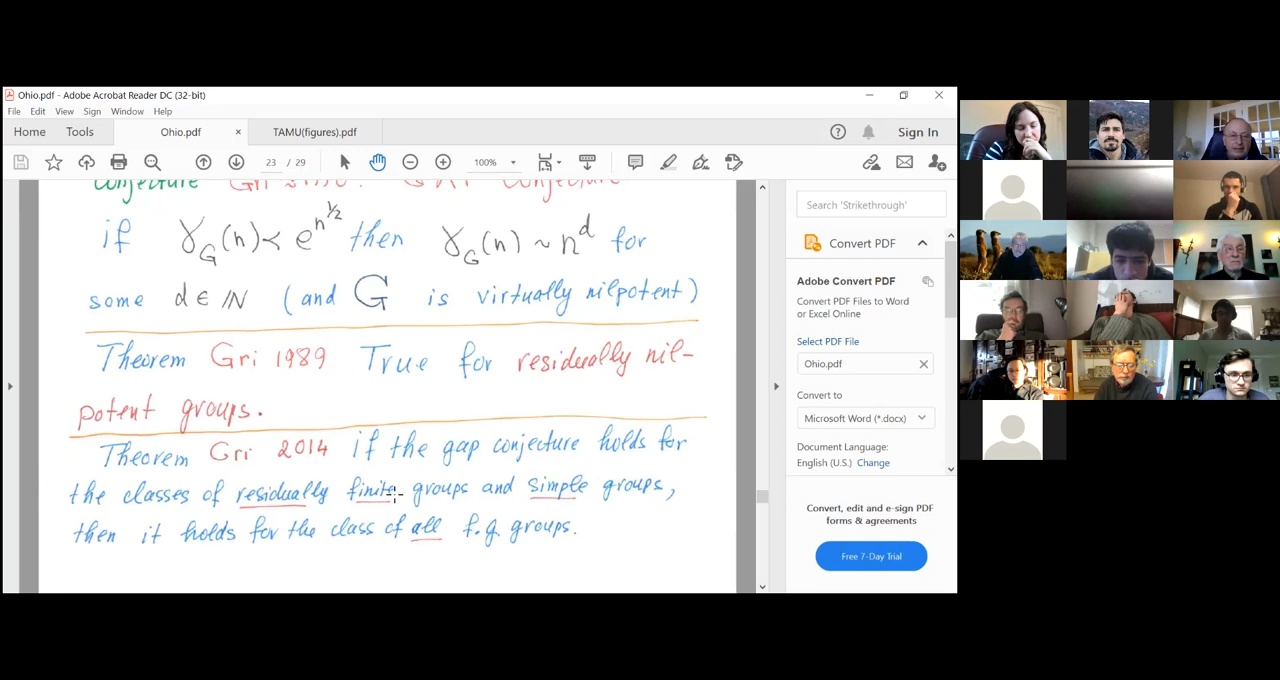 Ohio.pdf - Adobe Acrobat Reader DC (32-bit)
File Edit View Sign Window Help
Home Tools Ohio.pdf × TAMU(figures).pdf Sign In
23 / 29 100%
Conjecture Gri Conjecture
if γ_G(n) < e^{n^{1/2}} then γ_G(n) ~ n^d for
some d ∈ ℕ (and G is virtually nilpotent)
Theorem Gri 1989 True for residually nil-
potent groups.
Theorem Gri 2014 if the gap conjecture holds for
the classes of residually finite groups and simple groups,
then it holds for the class of all f.g. groups.
Search 'Strikethrough'
Convert PDF
Adobe Convert PDF
Convert PDF Files to Word
or Excel Online
Select PDF File
Ohio.pdf ×
Convert to
Microsoft Word (*.docx)
Document Language:
English (U.S.) Change
Convert, edit and e-sign PDF
forms & agreements
Free 7-Day Trial